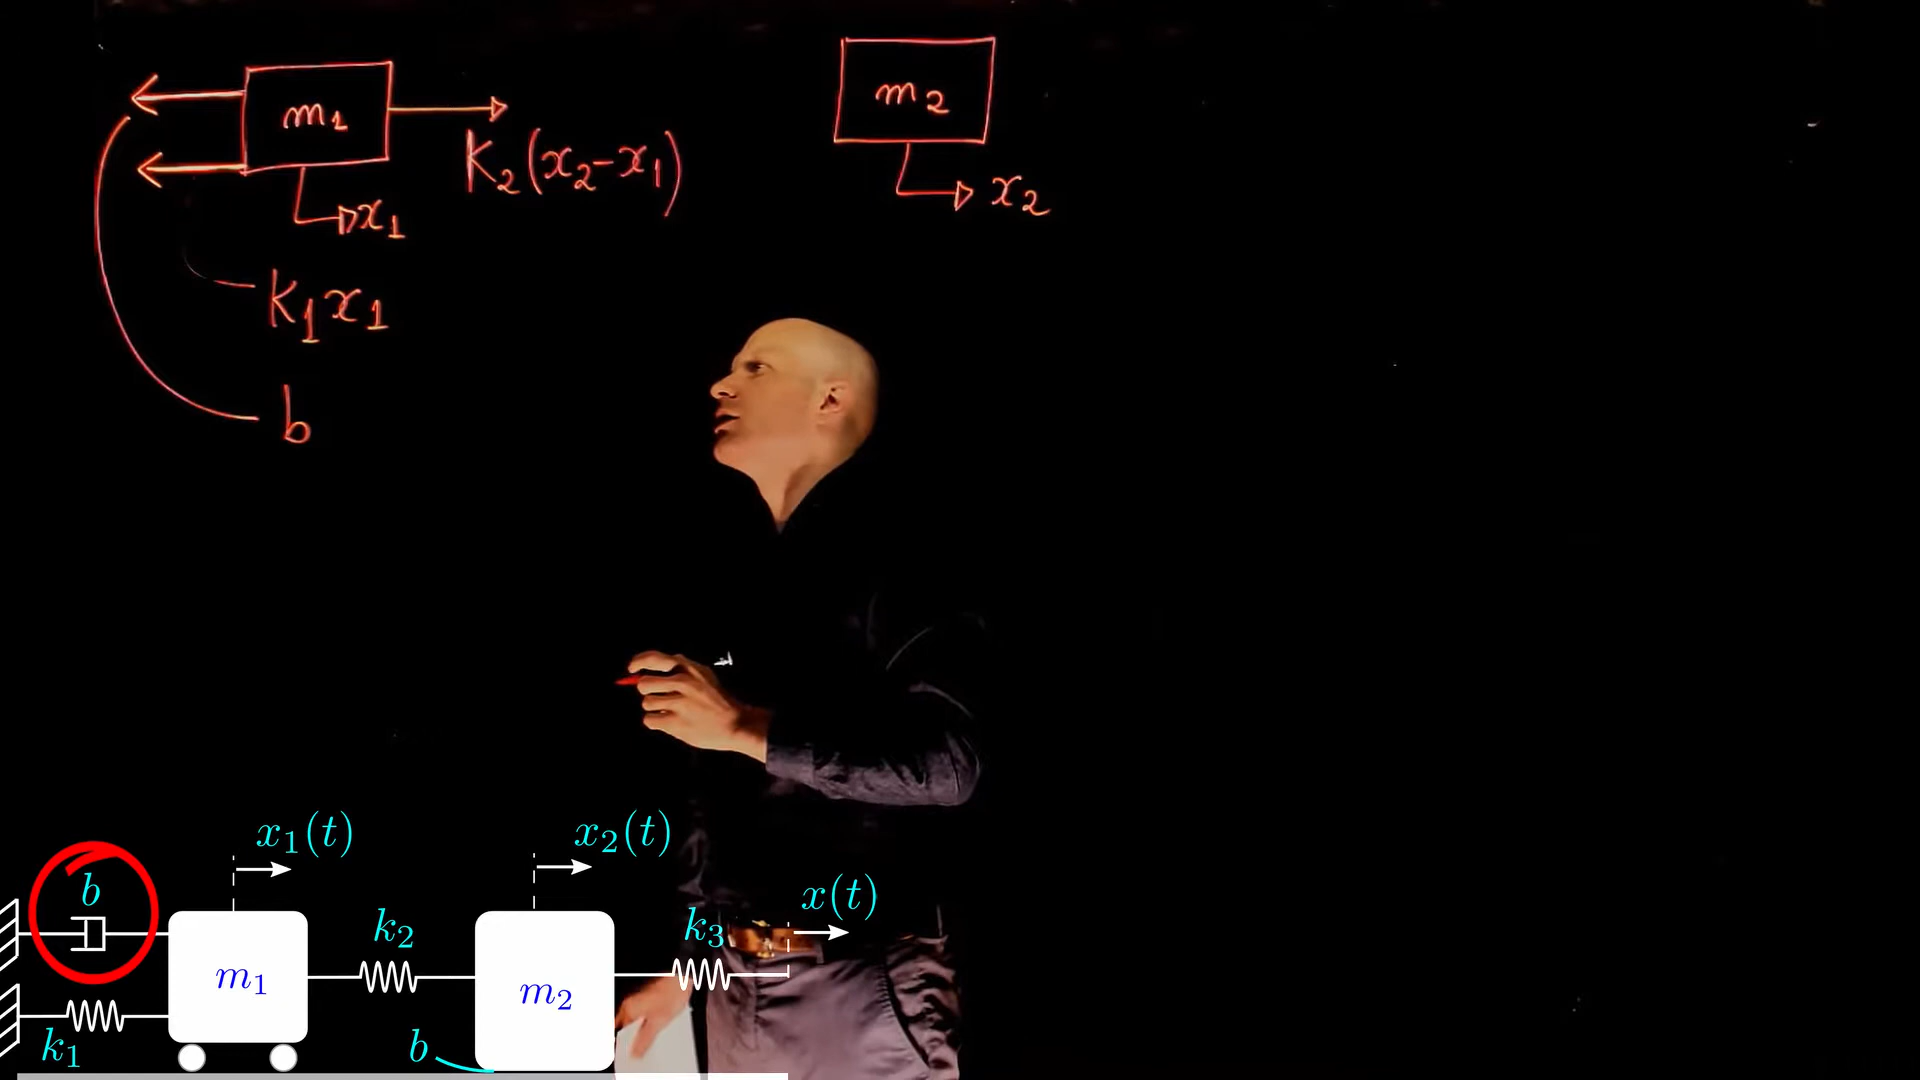 m₁
K₂(x₂-x₁)
x₁
K₁x₁
b
m₂
x₂
x₁(t)
x₂(t)
x(t)
b
k₂
k₃
m₁
m₂
k₁
b